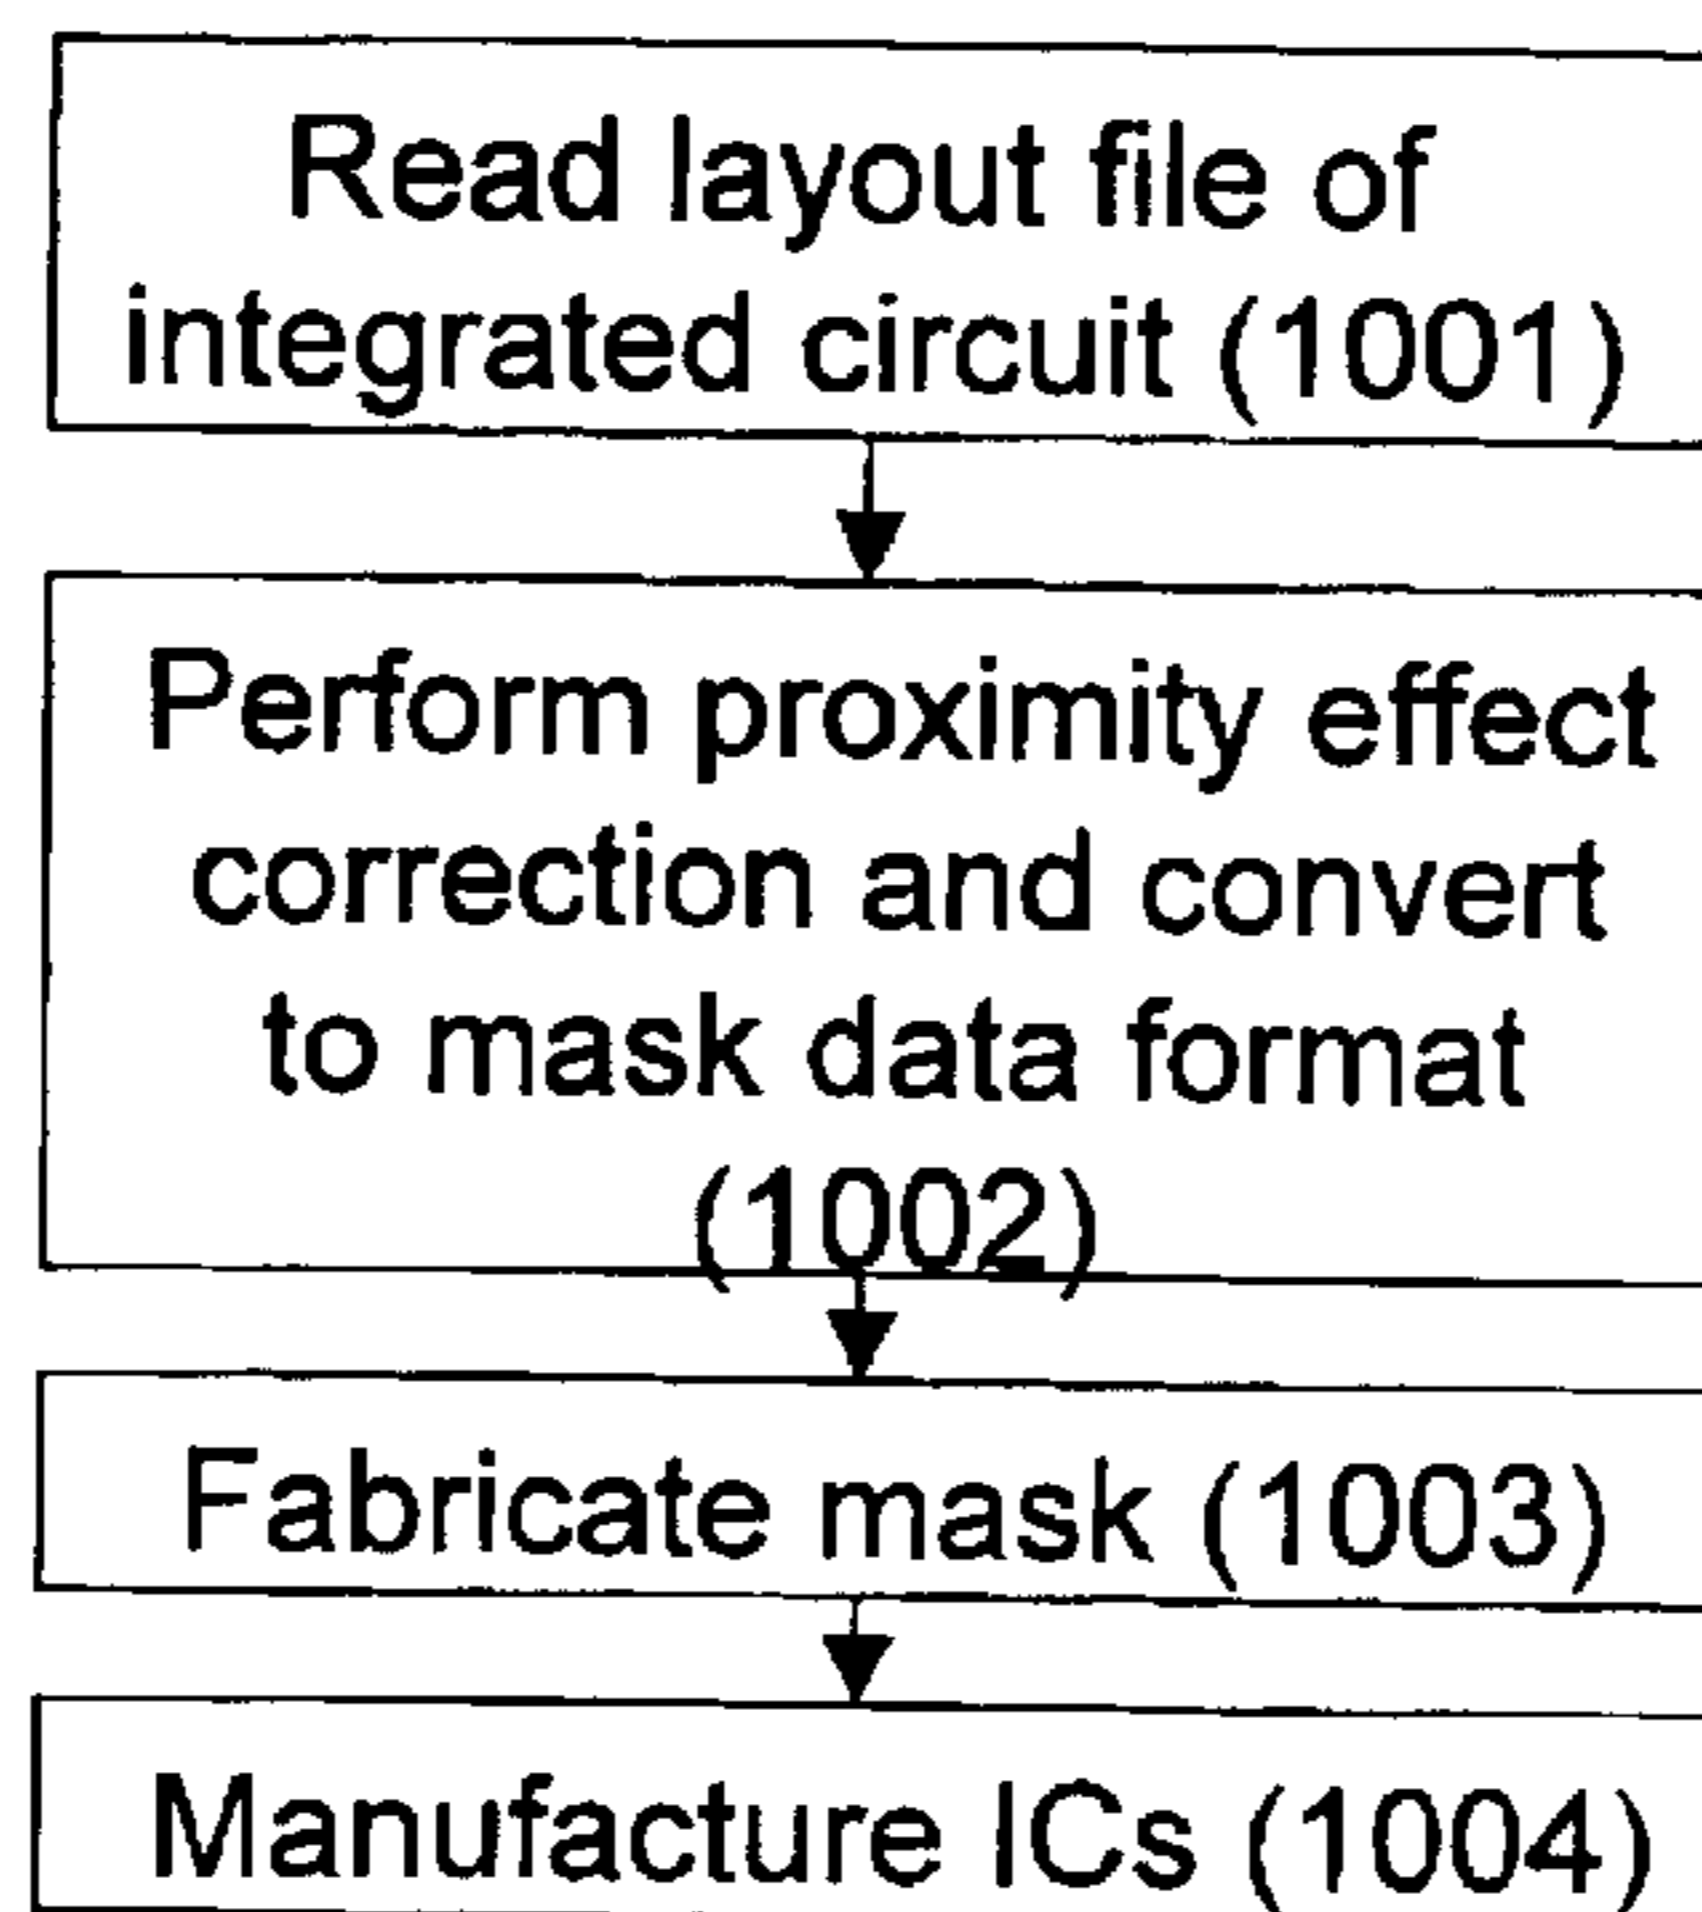 Read layout file of
integrated circuit (1001)
Perform proximity effect
correction and convert
to mask data format
(1002)
Fabricate mask (1003)
Manufacture ICs (1004)